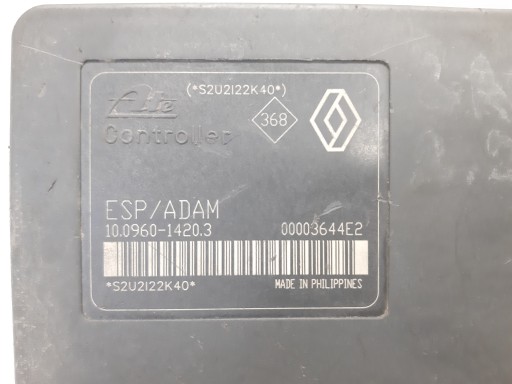 (*S2U2I22K40*)
Ate
Controller
368
ESP/ADAM
10.0960-1420.3 00003644E2
*S2U2I22K40* MADE IN PHILIPPINES